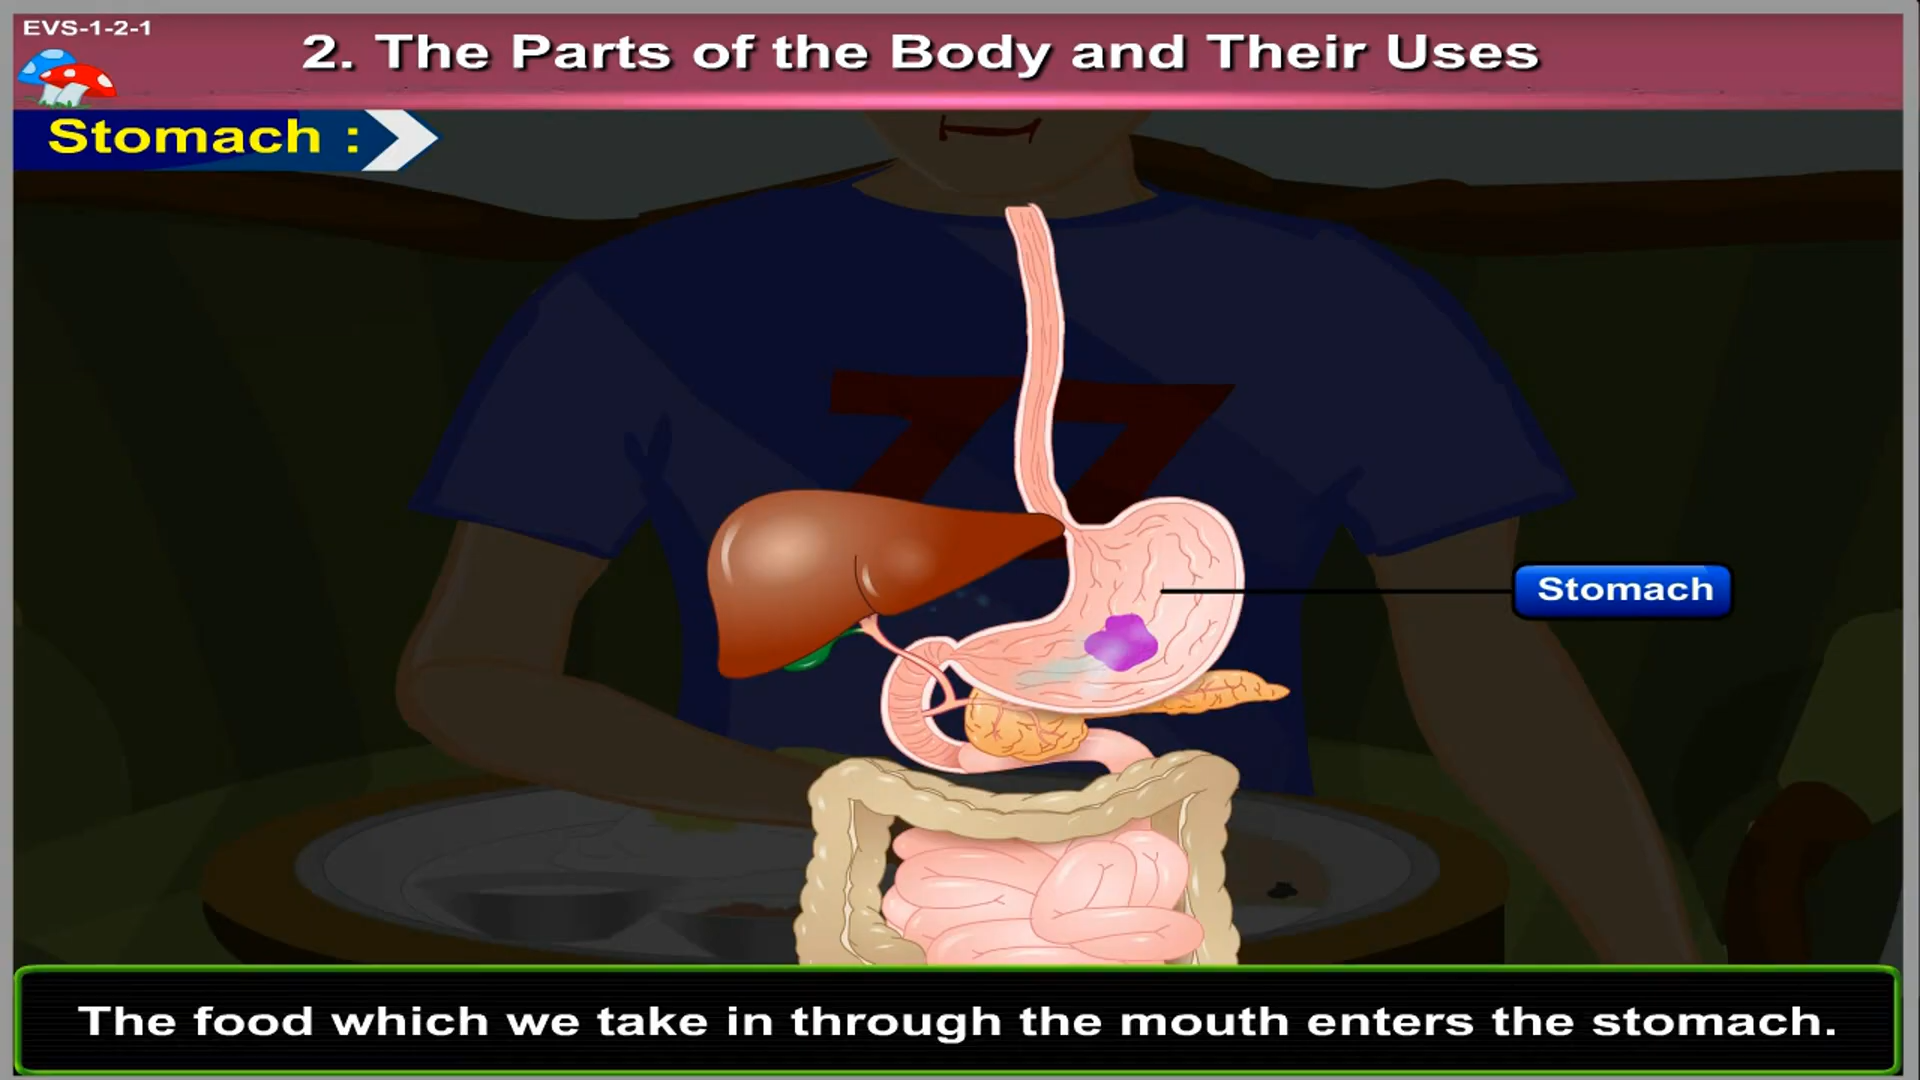 EVS-1-2-1
2. The Parts of the Body and Their Uses
Stomach :
77
Stomach
The food which we take in through the mouth enters the stomach.